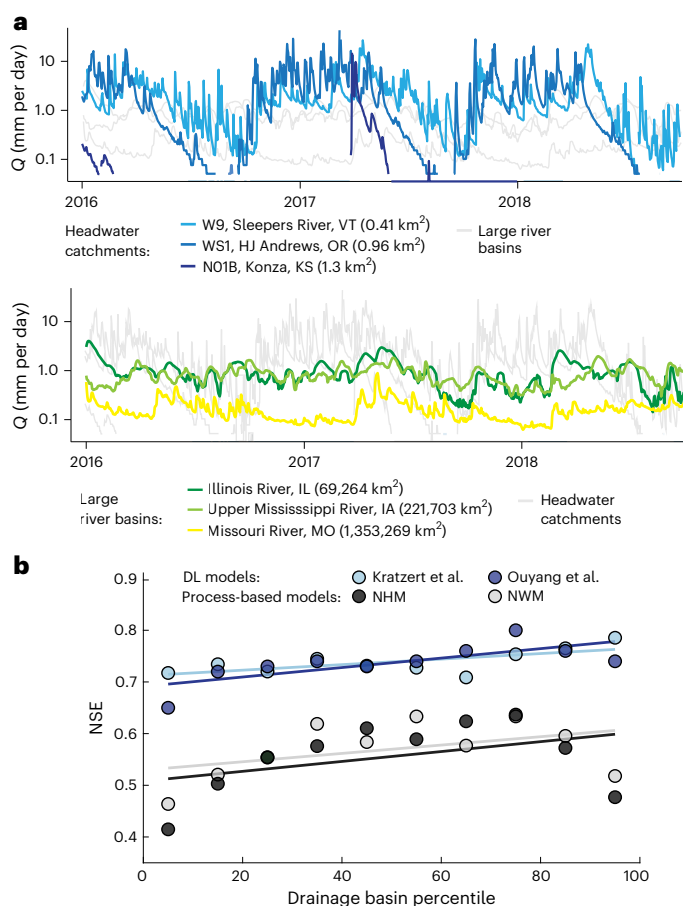 a
Q (mm per day)
10
1.0
0.1
2016 2017 2018
Headwater catchments:
W9, Sleepers River, VT (0.41 km²)
WS1, HJ Andrews, OR (0.96 km²)
N01B, Konza, KS (1.3 km²)
Large river basins
Q (mm per day)
10
1.0
0.1
2016 2017 2018
Large river basins:
Illinois River, IL (69,264 km²)
Upper Mississsippi River, IA (221,703 km²)
Missouri River, MO (1,353,269 km²)
Headwater catchments
b
DL models: Kratzert et al. Ouyang et al.
Process-based models: NHM NWM
NSE
0.9
0.8
0.7
0.6
0.5
0.4
0 20 40 60 80 100
Drainage basin percentile